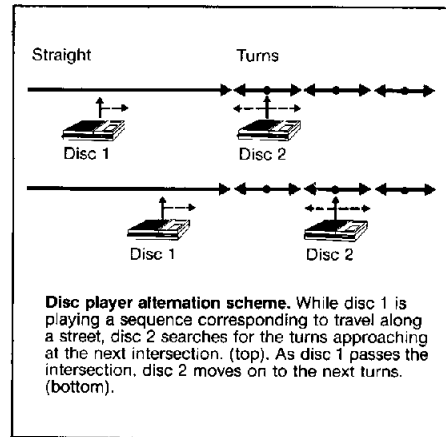 Straight Turns
Disc 1 Disc 2
Disc 1 Disc 2
Disc player alternation scheme. While disc 1 is
playing a sequence corresponding to travel along
a street, disc 2 searches for the turns approaching
at the next intersection. (top). As disc 1 passes the
intersection, disc 2 moves on to the next turns.
(bottom).